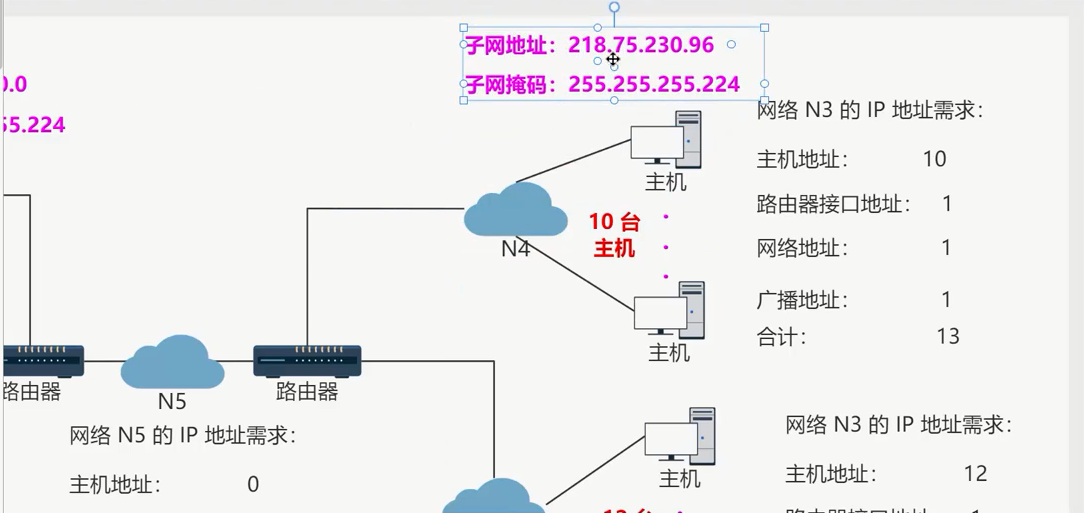 子网地址：218.75.230.96
子网掩码：255.255.255.224
0.0
55.224
网络 N3 的 IP 地址需求：
主机地址： 10
路由器接口地址： 1
网络地址： 1
广播地址： 1
合计： 13
主机
10 台
主机
N4
主机
路由器
N5
路由器
网络 N5 的 IP 地址需求：
主机地址： 0
主机
网络 N3 的 IP 地址需求：
主机地址： 12